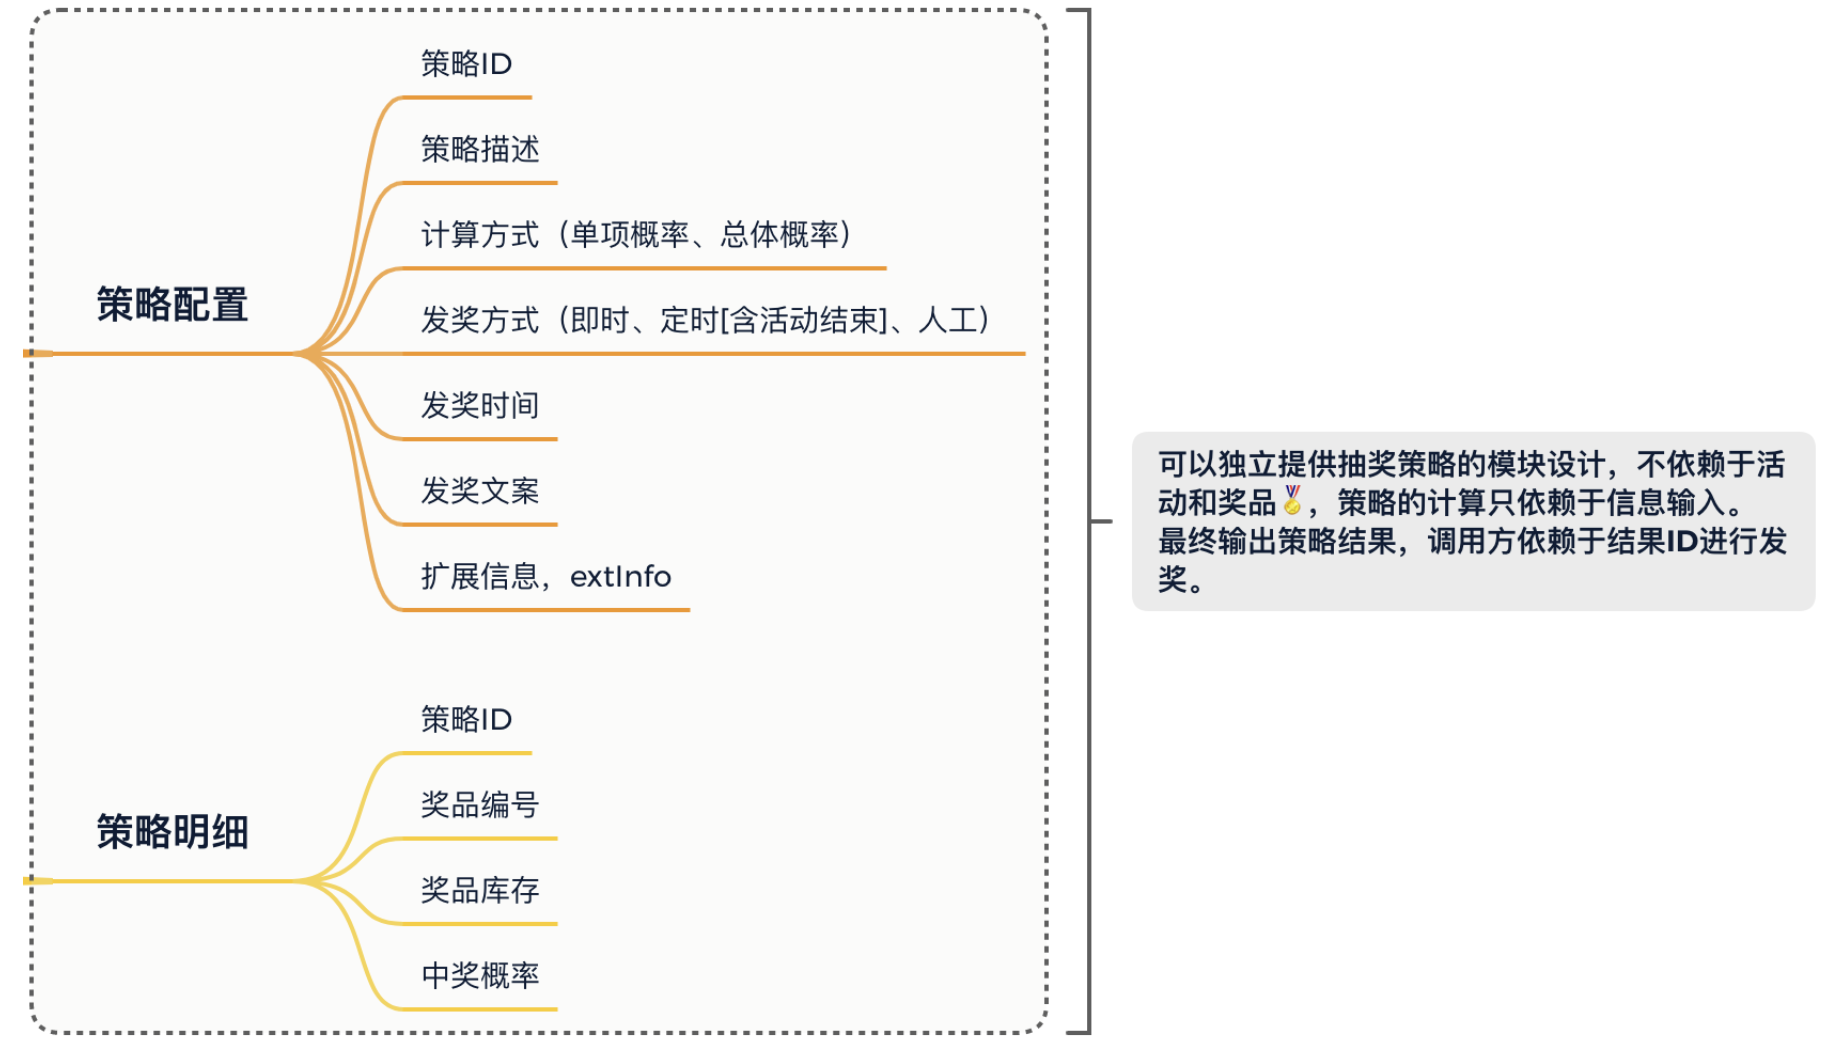 策略配置
策略ID
策略描述
计算方式（单项概率、总体概率）
发奖方式（即时、定时[含活动结束]、人工）
发奖时间
发奖文案
扩展信息，extInfo
策略明细
策略ID
奖品编号
奖品库存
中奖概率
可以独立提供抽奖策略的模块设计，不依赖于活
动和奖品🏅，策略的计算只依赖于信息输入。
最终输出策略结果，调用方依赖于结果ID进行发
奖。